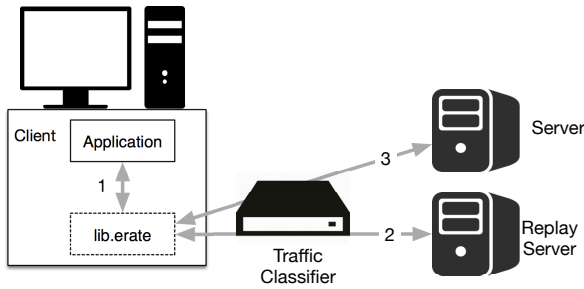 Client
Application
1
lib.erate
3
Server
2
Replay
Server
Traffic
Classifier